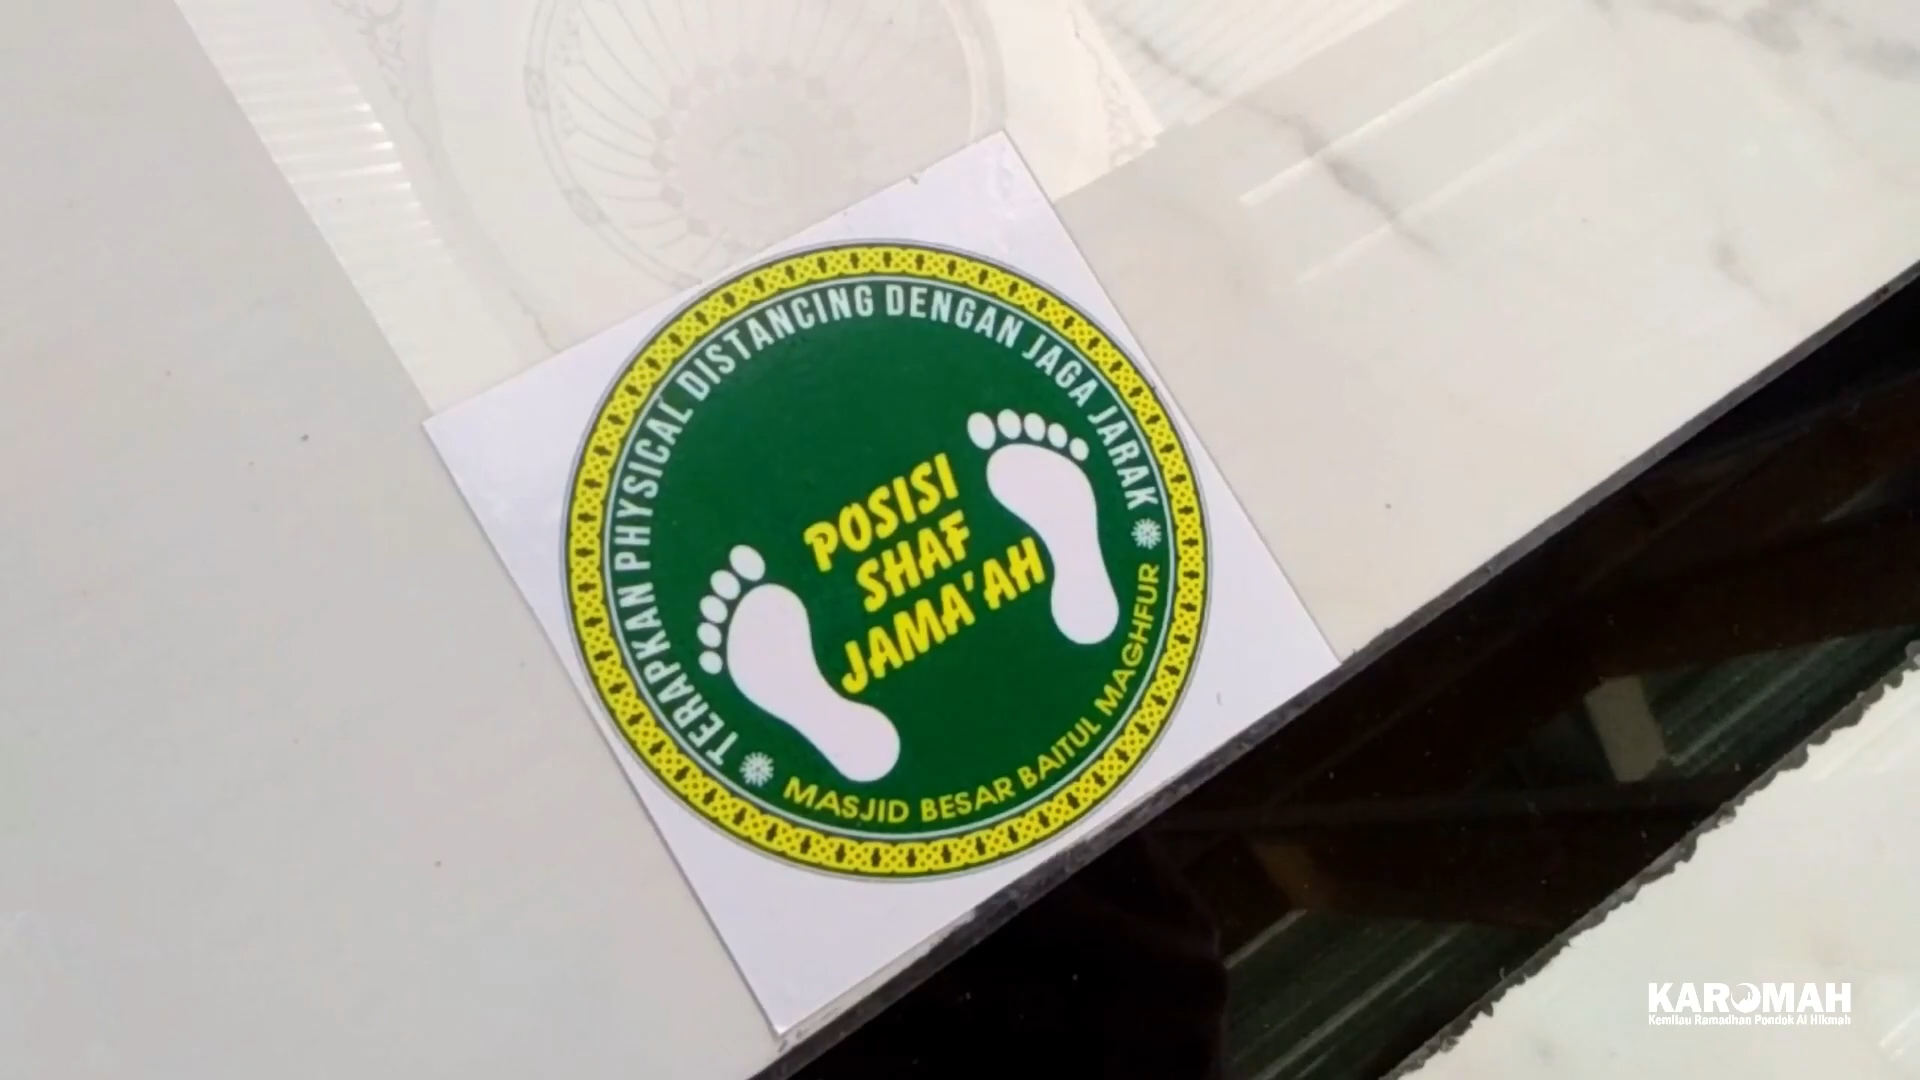 TERAPKAN PHYSICAL DISTANCING DENGAN JAGA JARAK
POSISI
SHAF
JAMA'AH
MASJID BESAR BAITUL MAGHFUR
KAROMAH
Kemilau Ramadhan Pondok Al Hikmah